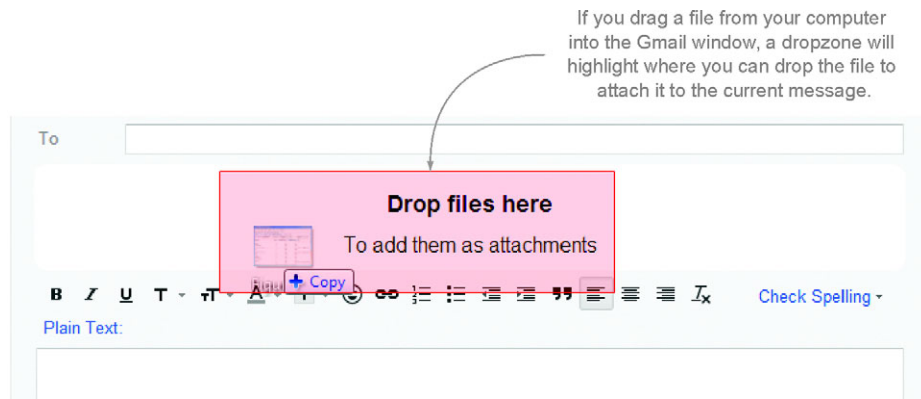 If you drag a file from your computer
into the Gmail window, a dropzone will
highlight where you can drop the file to
attach it to the current message.
To
Drop files here
To add them as attachments
Copy
B I U T T A T Check Spelling
Plain Text: